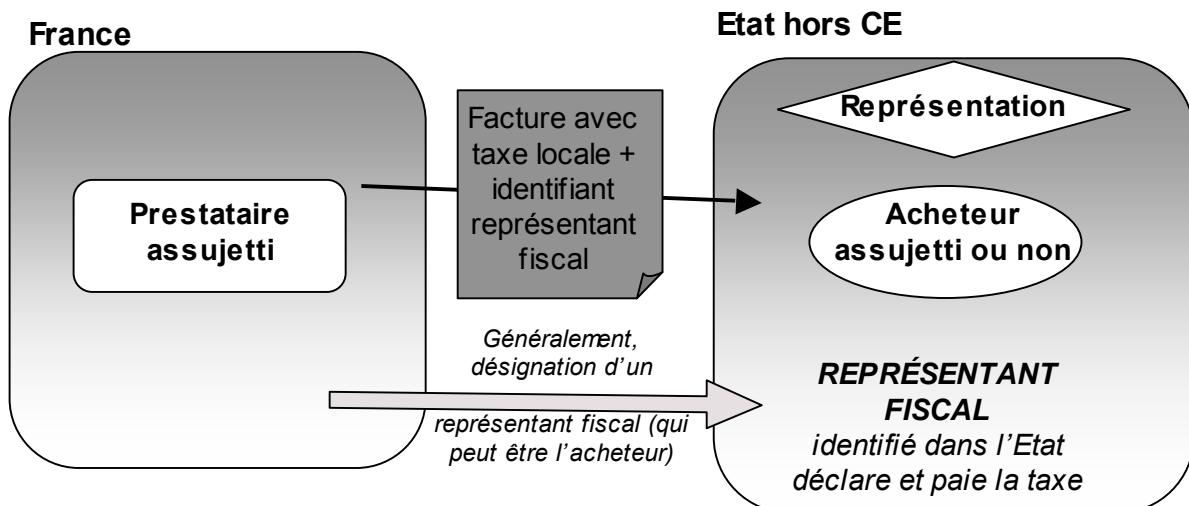 France
Etat hors CE
Représentation
Facture avec
taxe locale +
identifiant
représentant
fiscal
Prestataire
assujetti
Acheteur
assujetti ou non
Généralement,
désignation d'un
représentant fiscal (qui
peut être l'acheteur)
REPRÉSENTANT
FISCAL
identifié dans l'Etat
déclare et paie la taxe